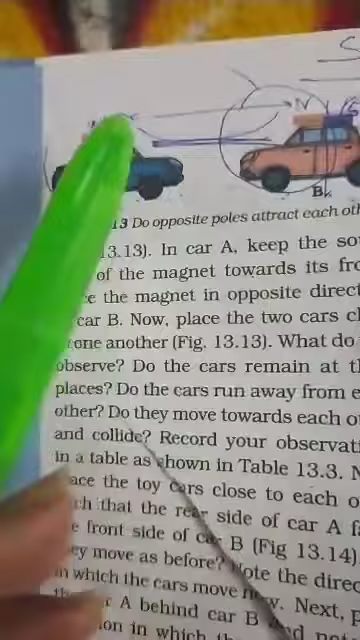 S
N
B
13 Do opposite poles attract each oth
13.13). In car A, keep the so
of the magnet towards its fro
the magnet in opposite direct
car B. Now, place the two cars cl
one another (Fig. 13.13). What do
observe? Do the cars remain at th
places? Do the cars run away from e
other? Do they move towards each o
and collide? Record your observati
in a table as shown in Table 13.3. N
ace the toy cars close to each o
ch that the rear side of car A fa
e front side of car B (Fig 13.14)
ey move as before? Note the direc
in which the cars move now. Next, p
A behind car B and
ion in which th